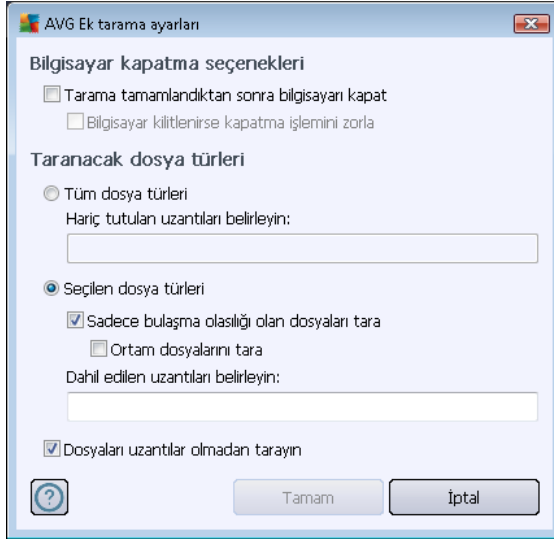 AVG Ek tarama ayarları
Bilgisayar kapatma seçenekleri
Tarama tamamlandıktan sonra bilgisayarı kapat
Bilgisayar kilitlenirse kapatma işlemini zorla
Taranacak dosya türleri
Tüm dosya türleri
Hariç tutulan uzantıları belirleyin:
Seçilen dosya türleri
Sadece bulaşma olasılığı olan dosyaları tara
Ortam dosyalarını tara
Dahil edilen uzantıları belirleyin:
Dosyaları uzantılar olmadan tarayın
? Tamam İptal